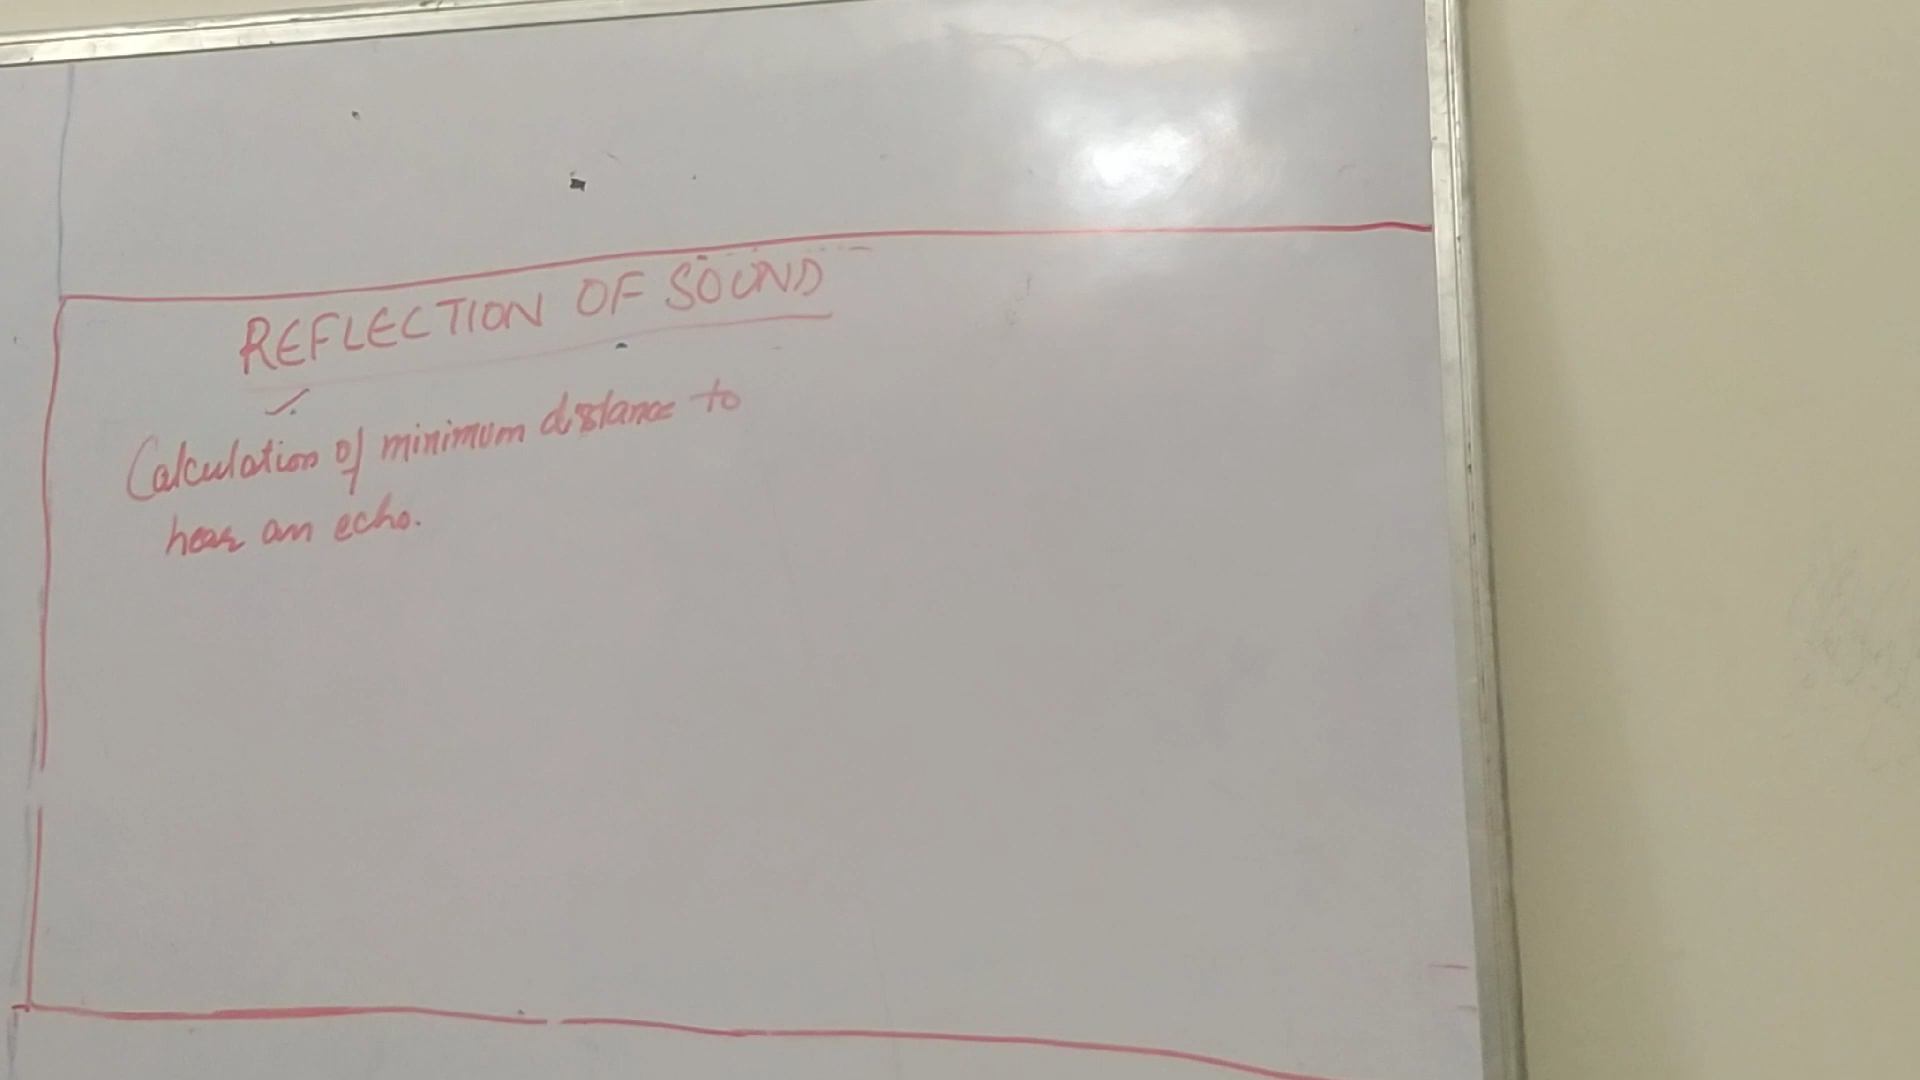 REFLECTION OF SOUND
Calculation of minimum distance to
hear an echo.